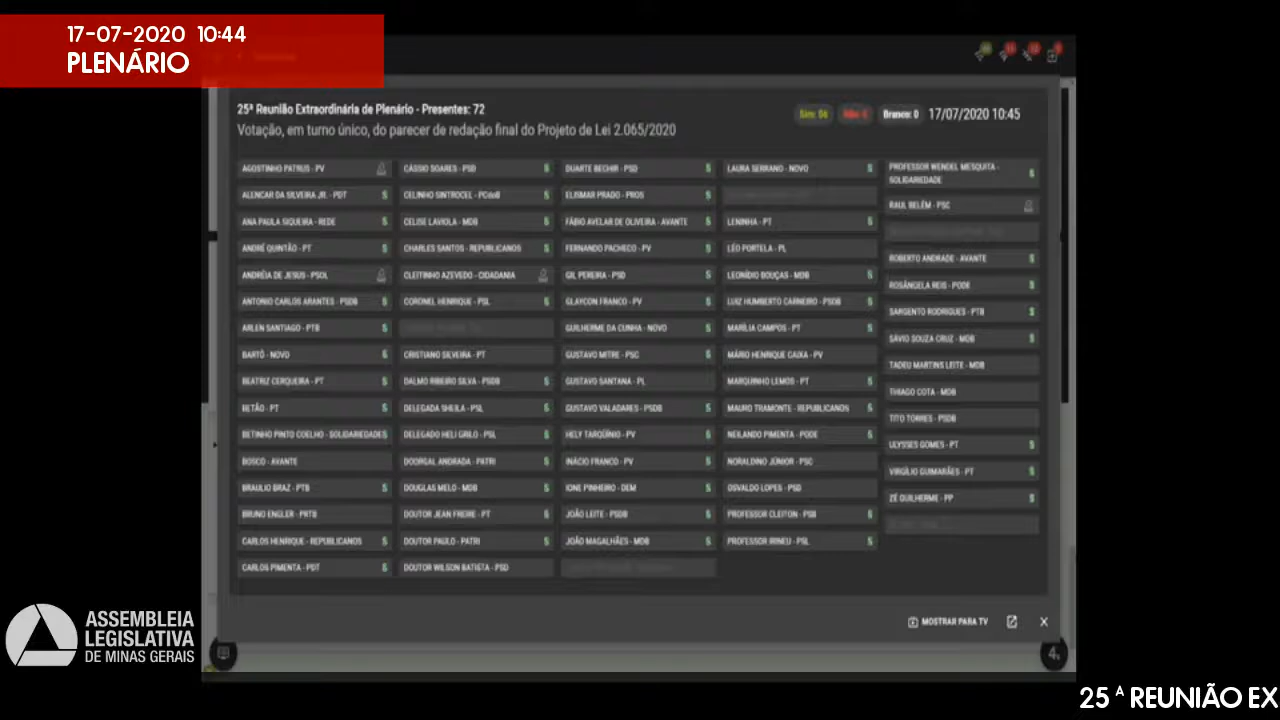 17-07-2020 10:44
PLENÁRIO
25ª Reunião Extraordinária de Plenário - Presentes: 72
Sim: 56 Branco: 0 17/07/2020 10:45
Votação, em turno único, do parecer de redação final do Projeto de Lei 2.065/2020
AGOSTINHO PATRUS - PV
ALENCAR DA SILVEIRA JR. - PDT S
ANA PAULA SIQUEIRA - REDE S
ANDRÉ QUINTÃO - PT S
ANDRÉIA DE JESUS - PSOL
ANTONIO CARLOS ARANTES - PSDB S
ARLEN SANTIAGO - PTB S
BARTÔ - NOVO S
BEATRIZ CERQUEIRA - PT S
BETÃO - PT S
BETINHO PINTO COELHO - SOLIDARIEDADE S
BOSCO - AVANTE
BRAULIO BRAZ - PTB S
BRUNO ENGLER - PRTB
CARLOS HENRIQUE - REPUBLICANOS S
CARLOS PIMENTA - PDT S
CÁSSIO SOARES - PSD S
CELINHO SINTROCEL - PCdoB S
CELISE LAVIOLA - MDB S
CHARLES SANTOS - REPUBLICANOS S
CLEITINHO AZEVEDO - CIDADANIA
CORONEL HENRIQUE - PSL S
CRISTIANO SILVEIRA - PT
DALMO RIBEIRO SILVA - PSDB S
DELEGADA SHEILA - PSL S
DELEGADO HELI GRILO - PSL S
DOORGAL ANDRADA - PATRI S
DOUGLAS MELO - MDB S
DOUTOR JEAN FREIRE - PT S
DOUTOR PAULO - PATRI S
DOUTOR WILSON BATISTA - PSD
DUARTE BECHIR - PSD S
ELISMAR PRADO - PROS S
FÁBIO AVELAR DE OLIVEIRA - AVANTE S
FERNANDO PACHECO - PV S
GIL PEREIRA - PSD S
GLAYCON FRANCO - PV S
GUILHERME DA CUNHA - NOVO S
GUSTAVO MITRE - PSC S
GUSTAVO SANTANA - PL
GUSTAVO VALADARES - PSDB S
HELY TARQÜÍNIO - PV S
INÁCIO FRANCO - PV S
IONE PINHEIRO - DEM S
JOÃO LEITE - PSDB S
JOÃO MAGALHÃES - MDB S
LAURA SERRANO - NOVO S
LENINHA - PT S
LÉO PORTELA - PL
LEONÍDIO BOUÇAS - MDB S
LUIZ HUMBERTO CARNEIRO - PSDB S
MARÍLIA CAMPOS - PT S
MÁRIO HENRIQUE CAIXA - PV
MARQUINHO LEMOS - PT S
MAURO TRAMONTE - REPUBLICANOS S
NEILANDO PIMENTA - PODE S
NORALDINO JÚNIOR - PSC
OSVALDO LOPES - PSD
PROFESSOR CLEITON - PSB S
PROFESSOR IRINEU - PSL S
PROFESSOR WENDEL MESQUITA -
SOLIDARIEDADE S
RAUL BELÉM - PSC
ROBERTO ANDRADE - AVANTE S
ROSÂNGELA REIS - PODE S
SARGENTO RODRIGUES - PTB S
SÁVIO SOUZA CRUZ - MDB S
TADEU MARTINS LEITE - MDB
THIAGO COTA - MDB
TITO TORRES - PSDB
ULYSSES GOMES - PT S
VIRGÍLIO GUIMARÃES - PT S
ZÉ GUILHERME - PP S
MOSTRAR PARA TV X
ASSEMBLEIA
LEGISLATIVA
DE MINAS GERAIS
25 ª REUNIÃO EX